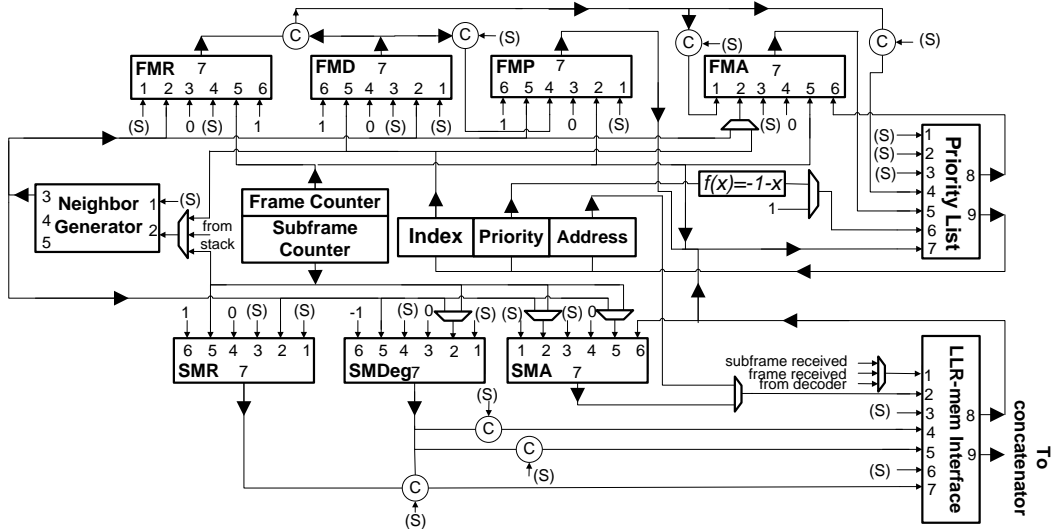 C
C
C
C
(S)
(S)
(S)
FMR
7
1 2 3 4 5 6
(S) 0 (S) 1
FMD
7
6 5 4 3 2 1
1 0 (S) (S)
FMP
7
6 5 4 3 2 1
1 0 (S)
FMA
7
1 2 3 4 5 6
(S) 0
(S)
(S)
(S)
1
2
3
4
5
6
7
8
9
Priority List
f(x)=-1-x
1
Neighbor
Generator
3
4
5
1
2
(S)
from
stack
Frame Counter
Subframe
Counter
Index
Priority
Address
1 0 (S) (S)
6 5 4 3 2 1
SMR
7
-1 (S) 0 (S)
6 5 4 3 2 1
SMDeg
7
(S) (S) 0
1 2 3 4 5 6
SMA
7
subframe received
frame received
from decoder
(S)
(S)
1
2
3
4
5
6
7
8
9
LLR-mem Interface
To
concatenator
(S)
C
C
(S)
C
(S)